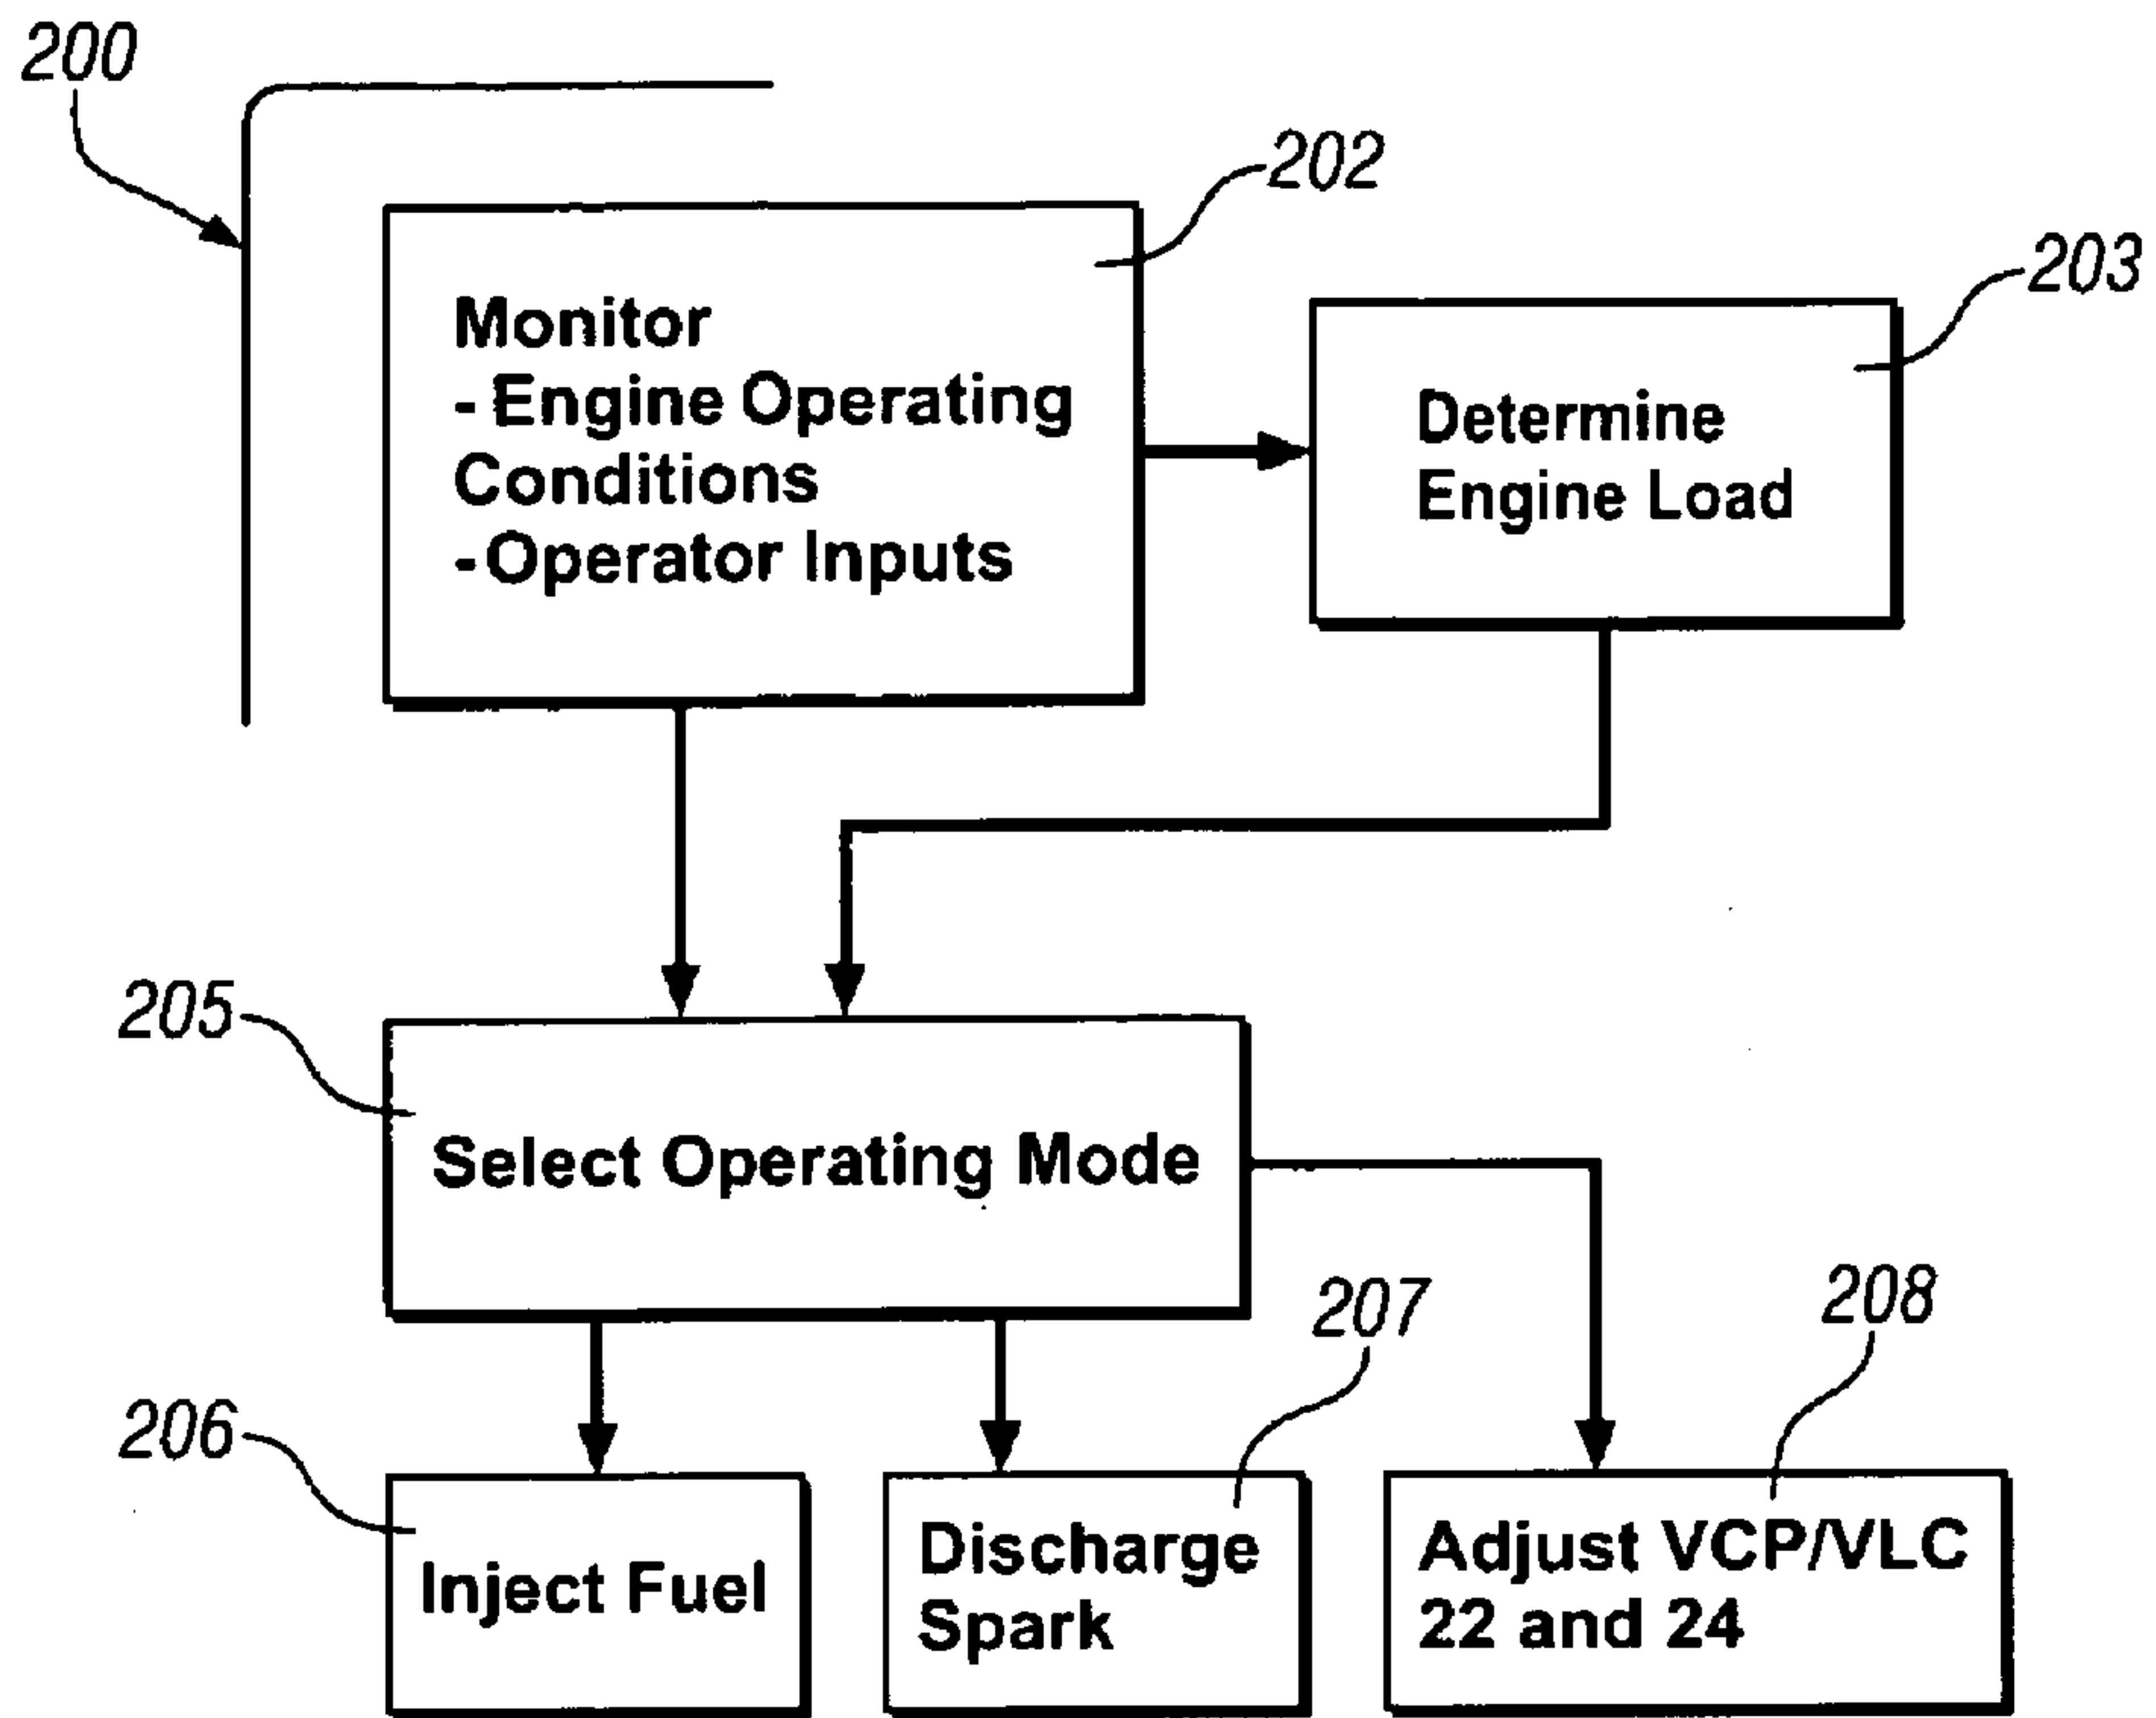 200
202
203
Monitor
- Engine Operating
Conditions
- Operator Inputs
Determine
Engine Load
205
Select Operating Mode
207
208
206
Inject Fuel
Discharge
Spark
Adjust VCP/VLC
22 and 24